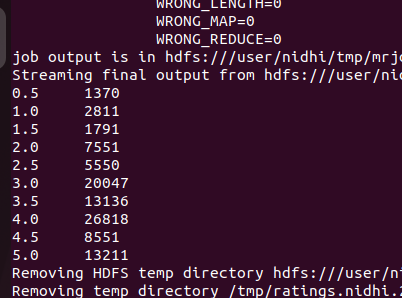 WRONG_LENGTH=0
WRONG_MAP=0
WRONG_REDUCE=0
job output is in hdfs:///user/nidhi/tmp/mrjo
Streaming final output from hdfs:///user/nid
0.5 1370
1.0 2811
1.5 1791
2.0 7551
2.5 5550
3.0 20047
3.5 13136
4.0 26818
4.5 8551
5.0 13211
Removing HDFS temp directory hdfs:///user/ni
Removing temp directory /tmp/ratings.nidhi.2